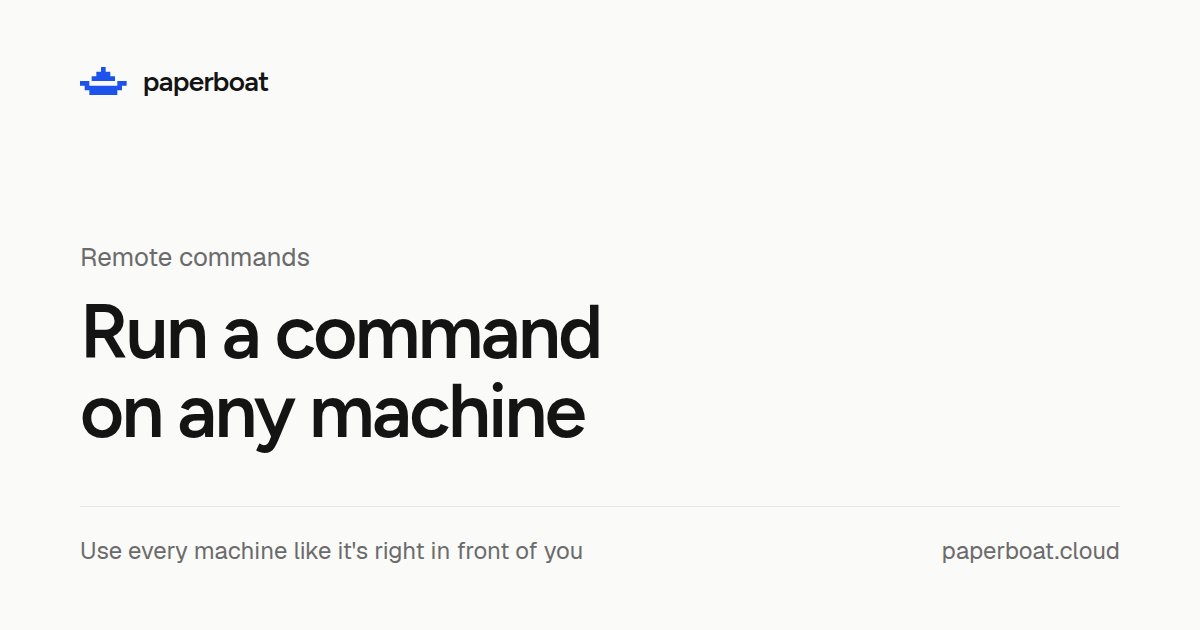 paperboat
Remote commands
Run a command
on any machine
Use every machine like it's right in front of you
paperboat.cloud